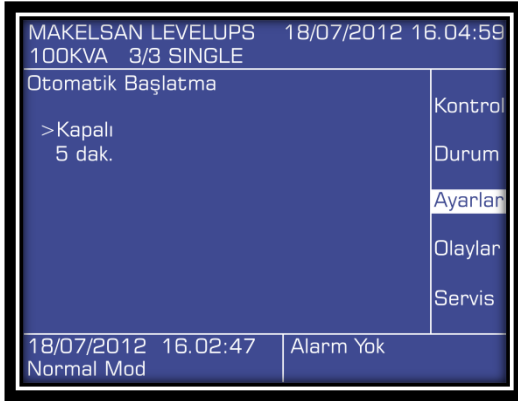 MAKELSAN LEVELUPS 18/07/2012 16.04:59
100KVA 3/3 SINGLE
Otomatik Başlatma
>Kapalı
5 dak.
Kontrol
Durum
Ayarlar
Olaylar
Servis
18/07/2012 16.02:47 Alarm Yok
Normal Mod